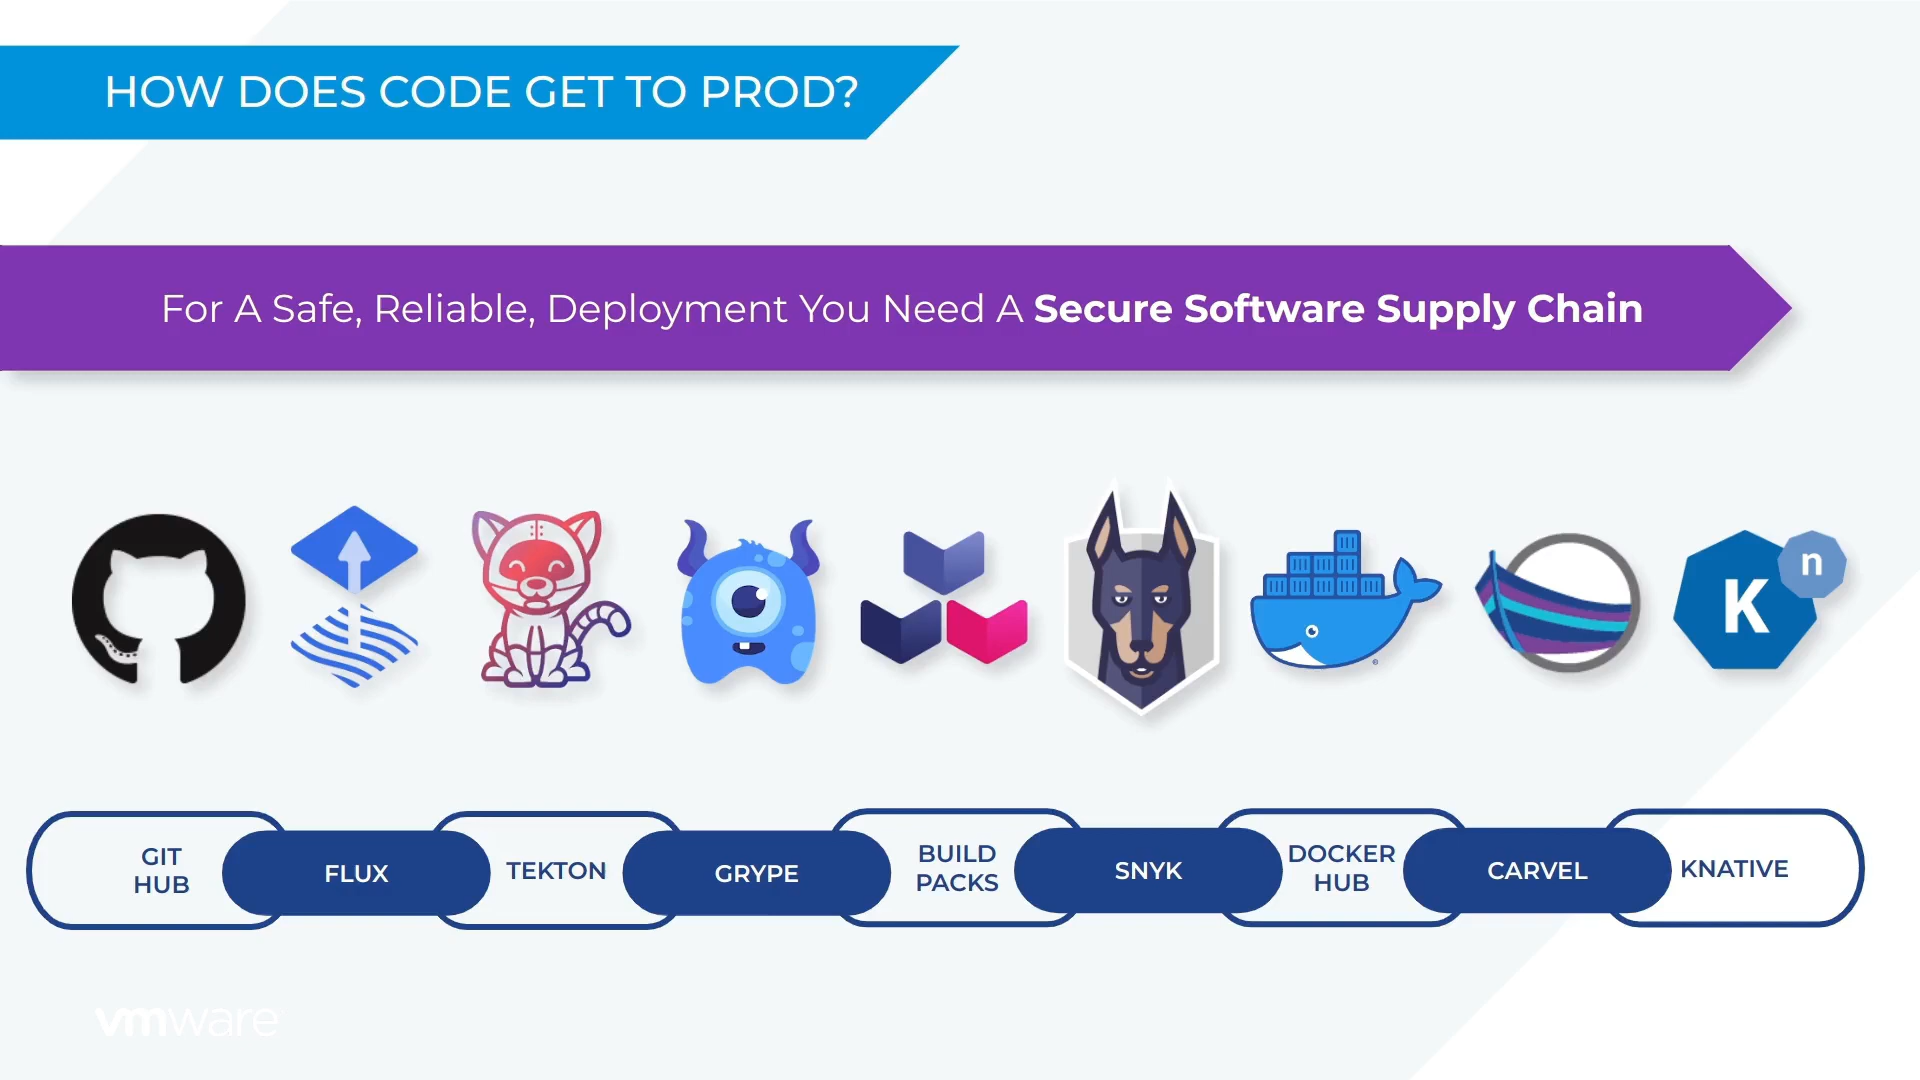 HOW DOES CODE GET TO PROD?
For A Safe, Reliable, Deployment You Need A Secure Software Supply Chain
K
n
®
GIT
HUB
FLUX
TEKTON
GRYPE
BUILD
PACKS
SNYK
DOCKER
HUB
CARVEL
KNATIVE
vmware